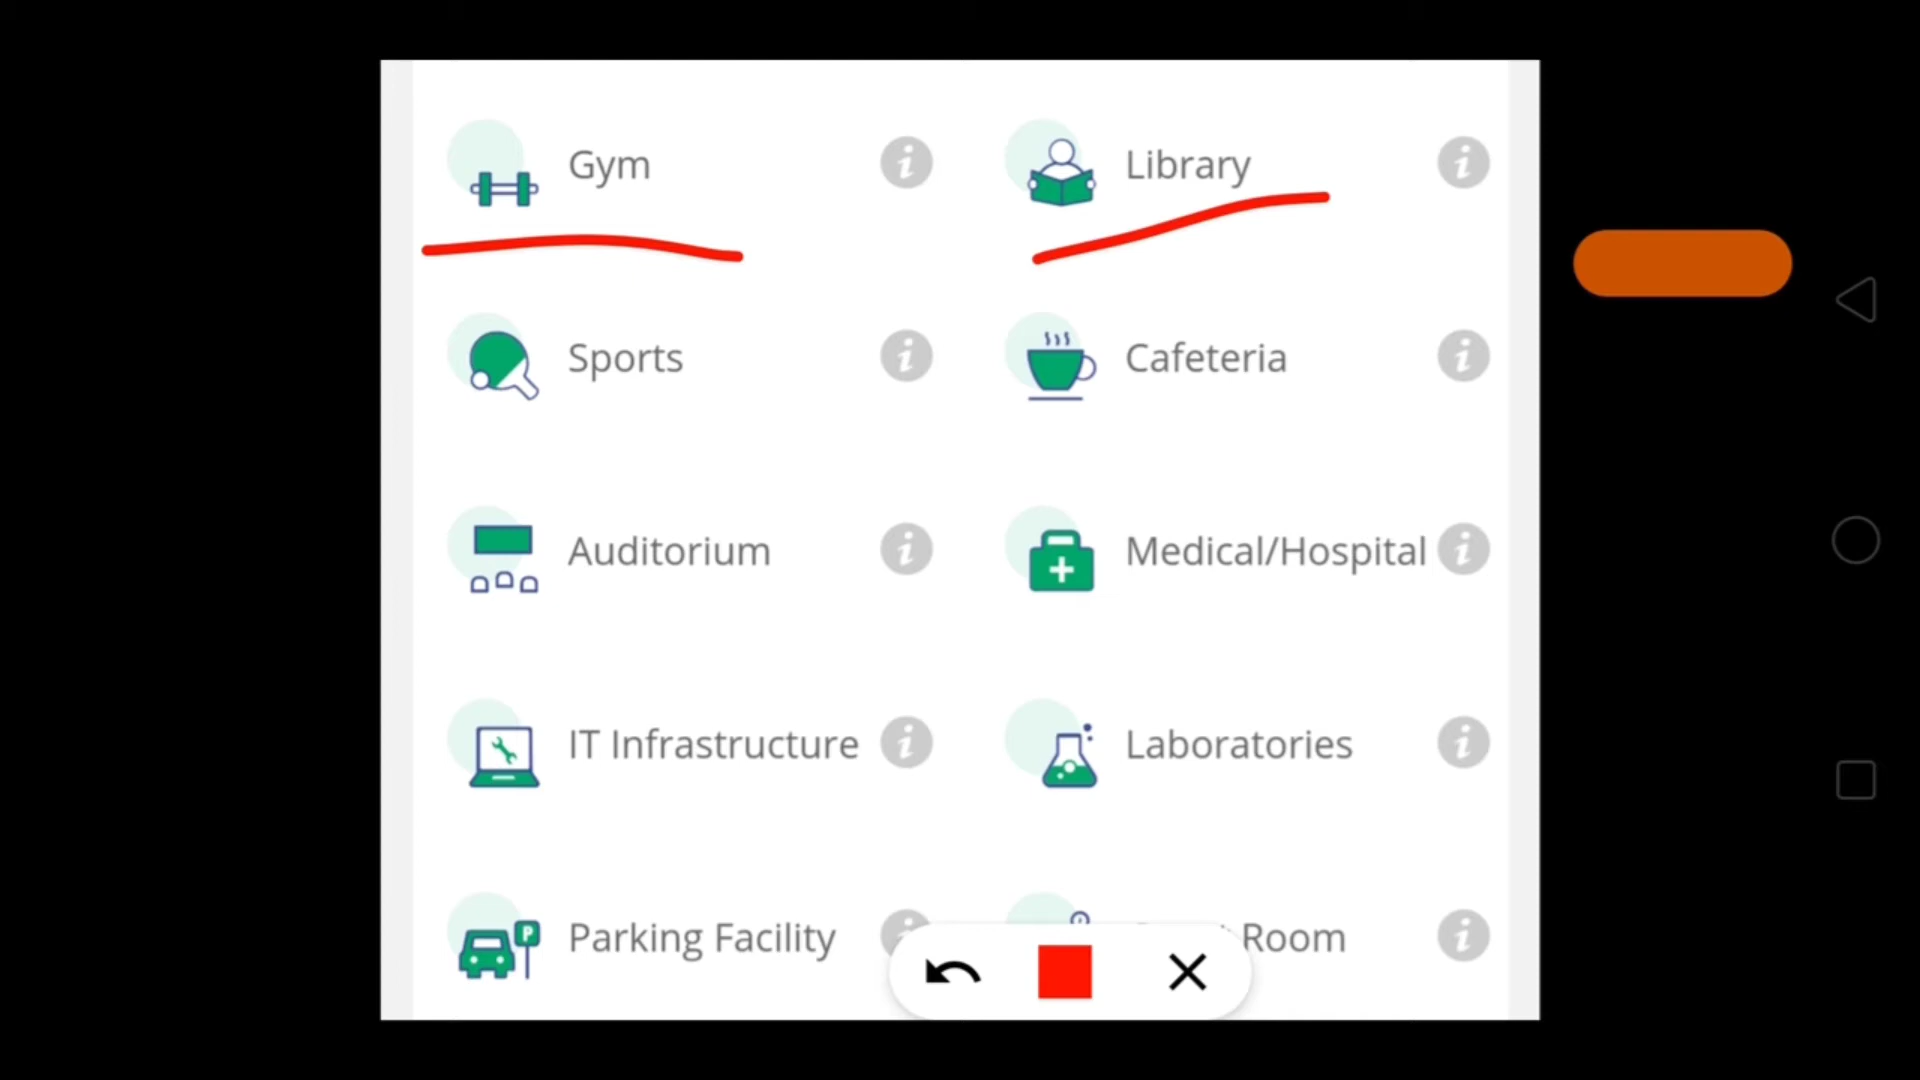 Gym
Library
Sports
Cafeteria
Auditorium
Medical/Hospital
IT Infrastructure
Laboratories
P
Parking Facility
Room